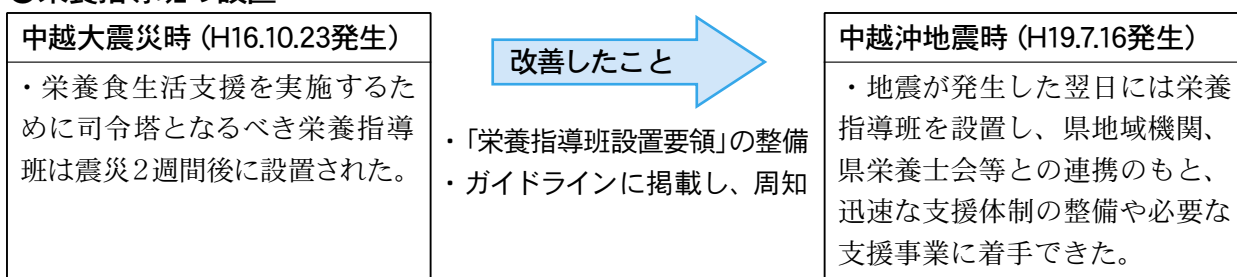 中越大震災時（H16.10.23発生）
・栄養食生活支援を実施するた
めに司令塔となるべき栄養指導
班は震災２週間後に設置された。
改善したこと
・「栄養指導班設置要領」の整備
・ガイドラインに掲載し、周知
中越沖地震時（H19.7.16発生）
・地震が発生した翌日には栄養
指導班を設置し、県地域機関、
県栄養士会等との連携のもと、
迅速な支援体制の整備や必要な
支援事業に着手できた。